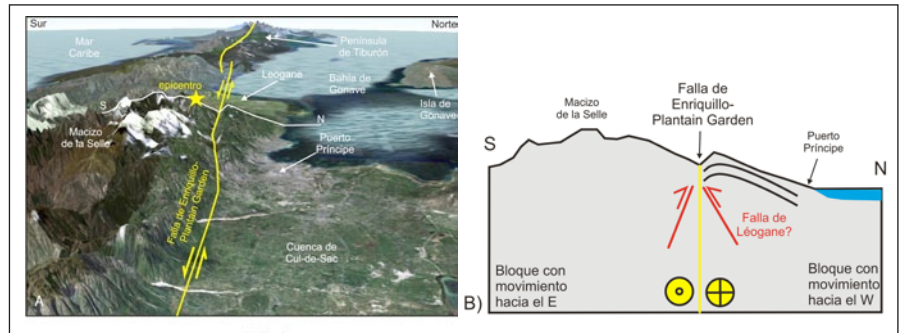 Sur
Norte
Mar
Caribe
Península
de Tiburón
epicentro
Leogane
Bahía de
Gonave
Isla de
Gonave
S
N
Macizo
de la Selle
Puerto
Príncipe
Falla de Enriquillo-
Plantain Garden
Cuenca de
Cul-de-Sac
A
Falla de
Enriquillo-
Plantain Garden
Macizo
de la Selle
S
Puerto
Príncipe
N
Falla de
Léogane?
Bloque con
movimiento
hacia el E
Bloque con
movimiento
hacia el W
B)